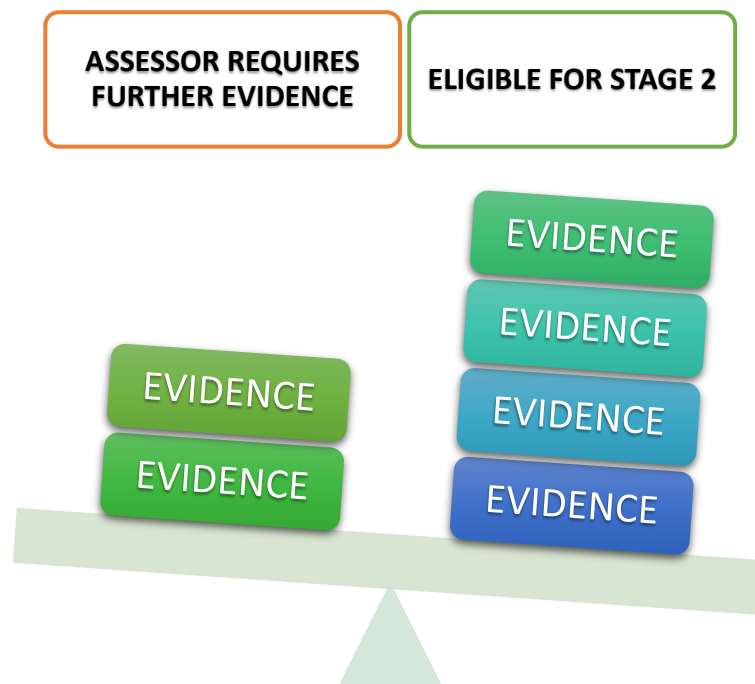 ASSESSOR REQUIRES
FURTHER EVIDENCE
ELIGIBLE FOR STAGE 2
EVIDENCE
EVIDENCE
EVIDENCE
EVIDENCE
EVIDENCE
EVIDENCE